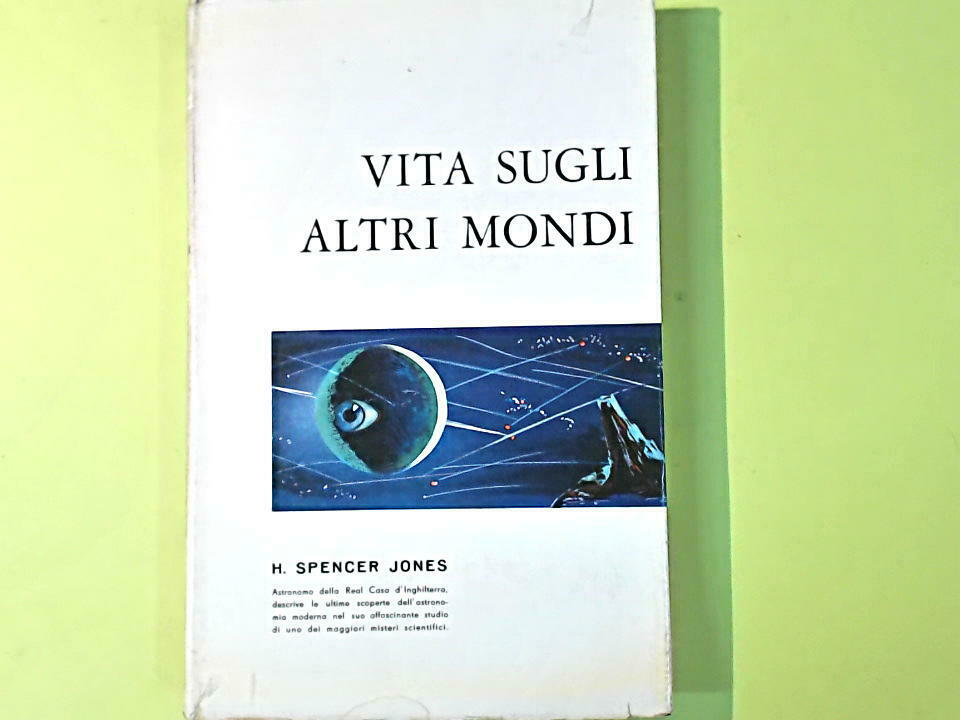 VITA SUGLI
ALTRI MONDI
H. SPENCER JONES
Astronomo della Real Casa d'Inghilterra,
descrive le ultime scoperte dell'astrono-
mia moderna nel suo affascinante studio
di uno dei maggiori misteri scientifici.